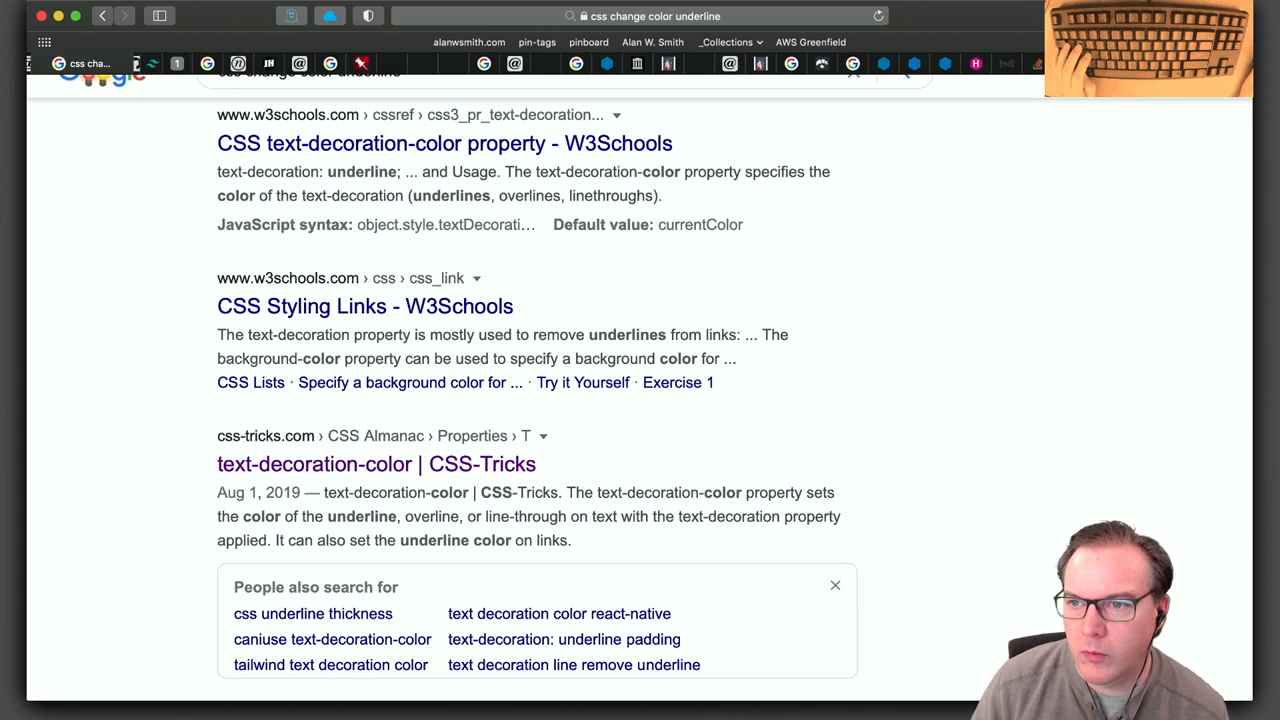 css change color underline
alanwsmith.com pin-tags pinboard Alan W. Smith _Collections AWS Greenfield
css cha...
www.w3schools.com › cssref › css3_pr_text-decoration...
CSS text-decoration-color property - W3Schools
text-decoration: underline; ... and Usage. The text-decoration-color property specifies the
color of the text-decoration (underlines, overlines, linethroughs).
JavaScript syntax: object.style.textDecorati… Default value: currentColor
www.w3schools.com › css › css_link
CSS Styling Links - W3Schools
The text-decoration property is mostly used to remove underlines from links: ... The
background-color property can be used to specify a background color for ...
CSS Lists · Specify a background color for ... · Try it Yourself · Exercise 1
css-tricks.com › CSS Almanac › Properties › T
text-decoration-color | CSS-Tricks
Aug 1, 2019 — text-decoration-color | CSS-Tricks. The text-decoration-color property sets
the color of the underline, overline, or line-through on text with the text-decoration property
applied. It can also set the underline color on links.
People also search for
css underline thickness text decoration color react-native
caniuse text-decoration-color text-decoration: underline padding
tailwind text decoration color text decoration line remove underline